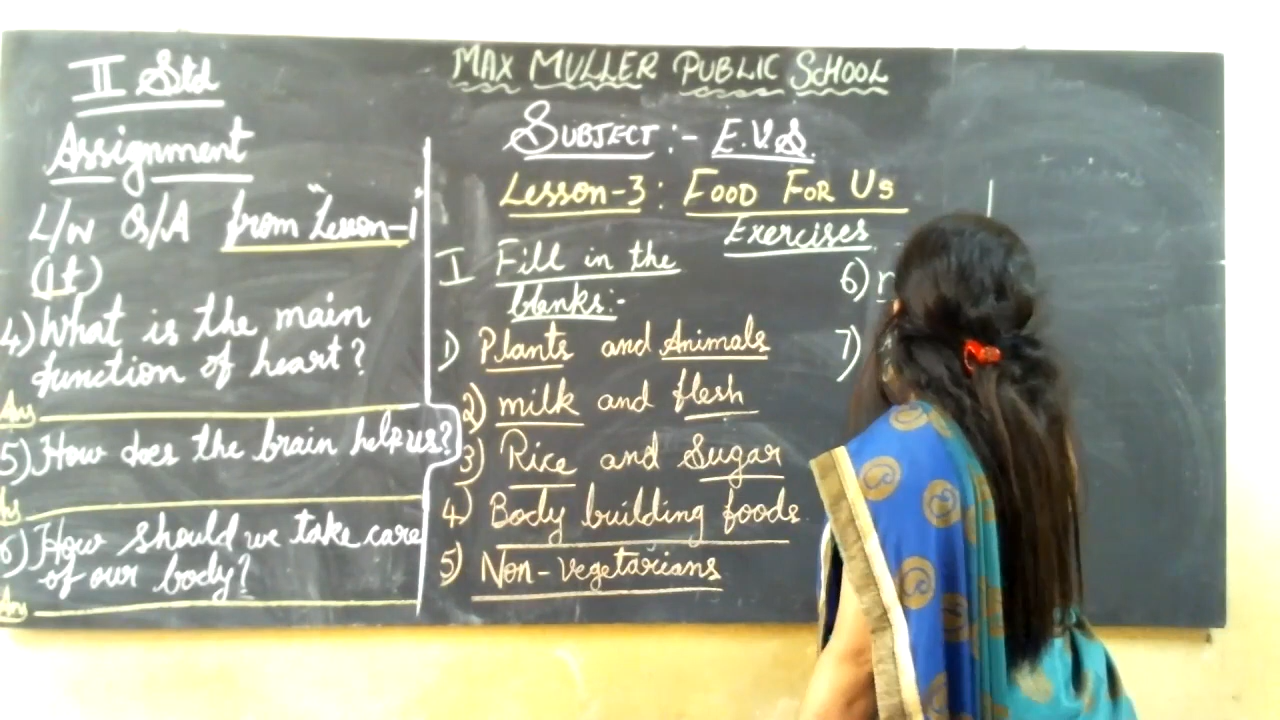 II Std
Assignment
L/w Q/A from "Lesson-1"
4) What is the main
function of heart?
Ans
5) How does the brain help us?
Ans
6) How should we take care
of our body?
Ans
MAX MULLER PUBLIC SCHOOL
SUBJECT :- E.V.S.
Lesson-3 : FOOD FOR US
Exercises
I Fill in the
blanks:-
1) Plants and Animals
2) milk and flesh
3) Rice and Sugar
4) Body building foods
5) Non-vegetarians
6)
7)